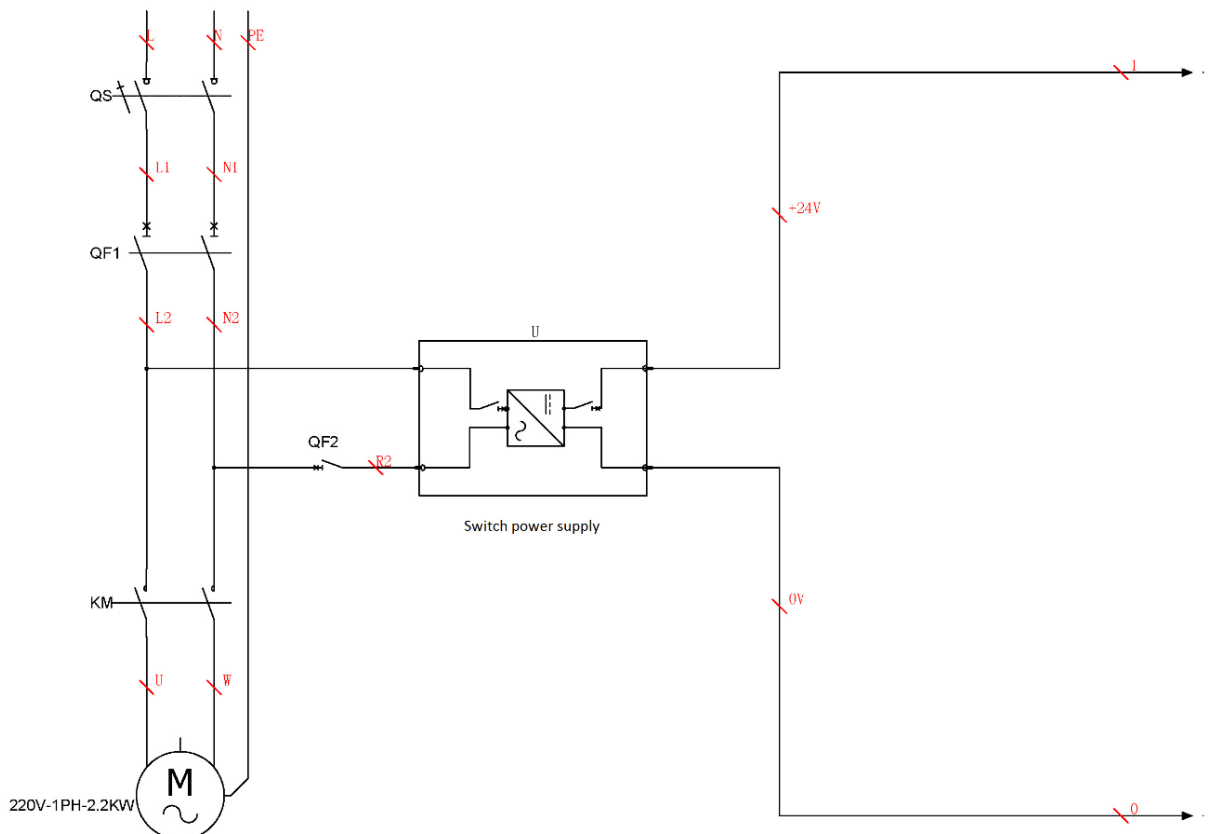 L N PE
1
QS
L1 N1
+24V
QF1
L2 N2
U
QF2
R2
Switch power supply
KM
0V
U W
M
220V-1PH-2.2KW
0